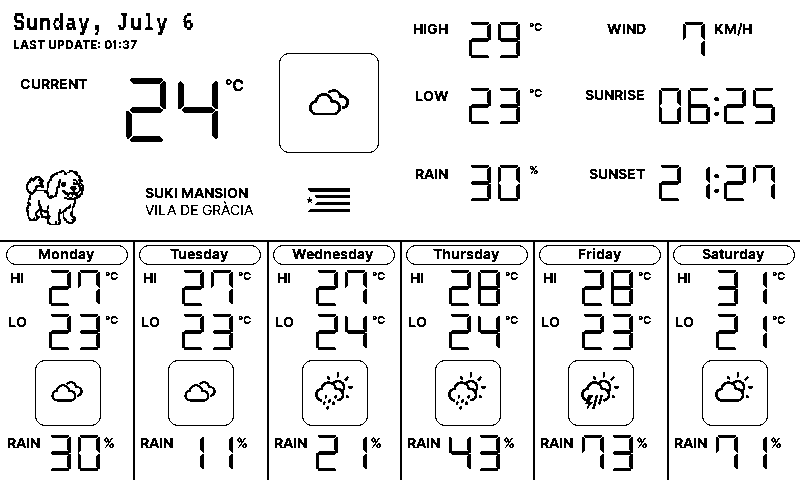 Sunday, July 6
LAST UPDATE: 01:37
CURRENT 24 °C
HIGH 29 °C
LOW 23 °C
RAIN 30 %
WIND 7 KM/H
SUNRISE 06:25
SUNSET 21:27
SUKI MANSION
VILA DE GRÀCIA
Monday
HI 27 °C
LO 23 °C
RAIN 30 %
Tuesday
HI 27 °C
LO 23 °C
RAIN 11 %
Wednesday
HI 27 °C
LO 24 °C
RAIN 21 %
Thursday
HI 28 °C
LO 24 °C
RAIN 43 %
Friday
HI 28 °C
LO 23 °C
RAIN 73 %
Saturday
HI 31 °C
LO 21 °C
RAIN 71 %